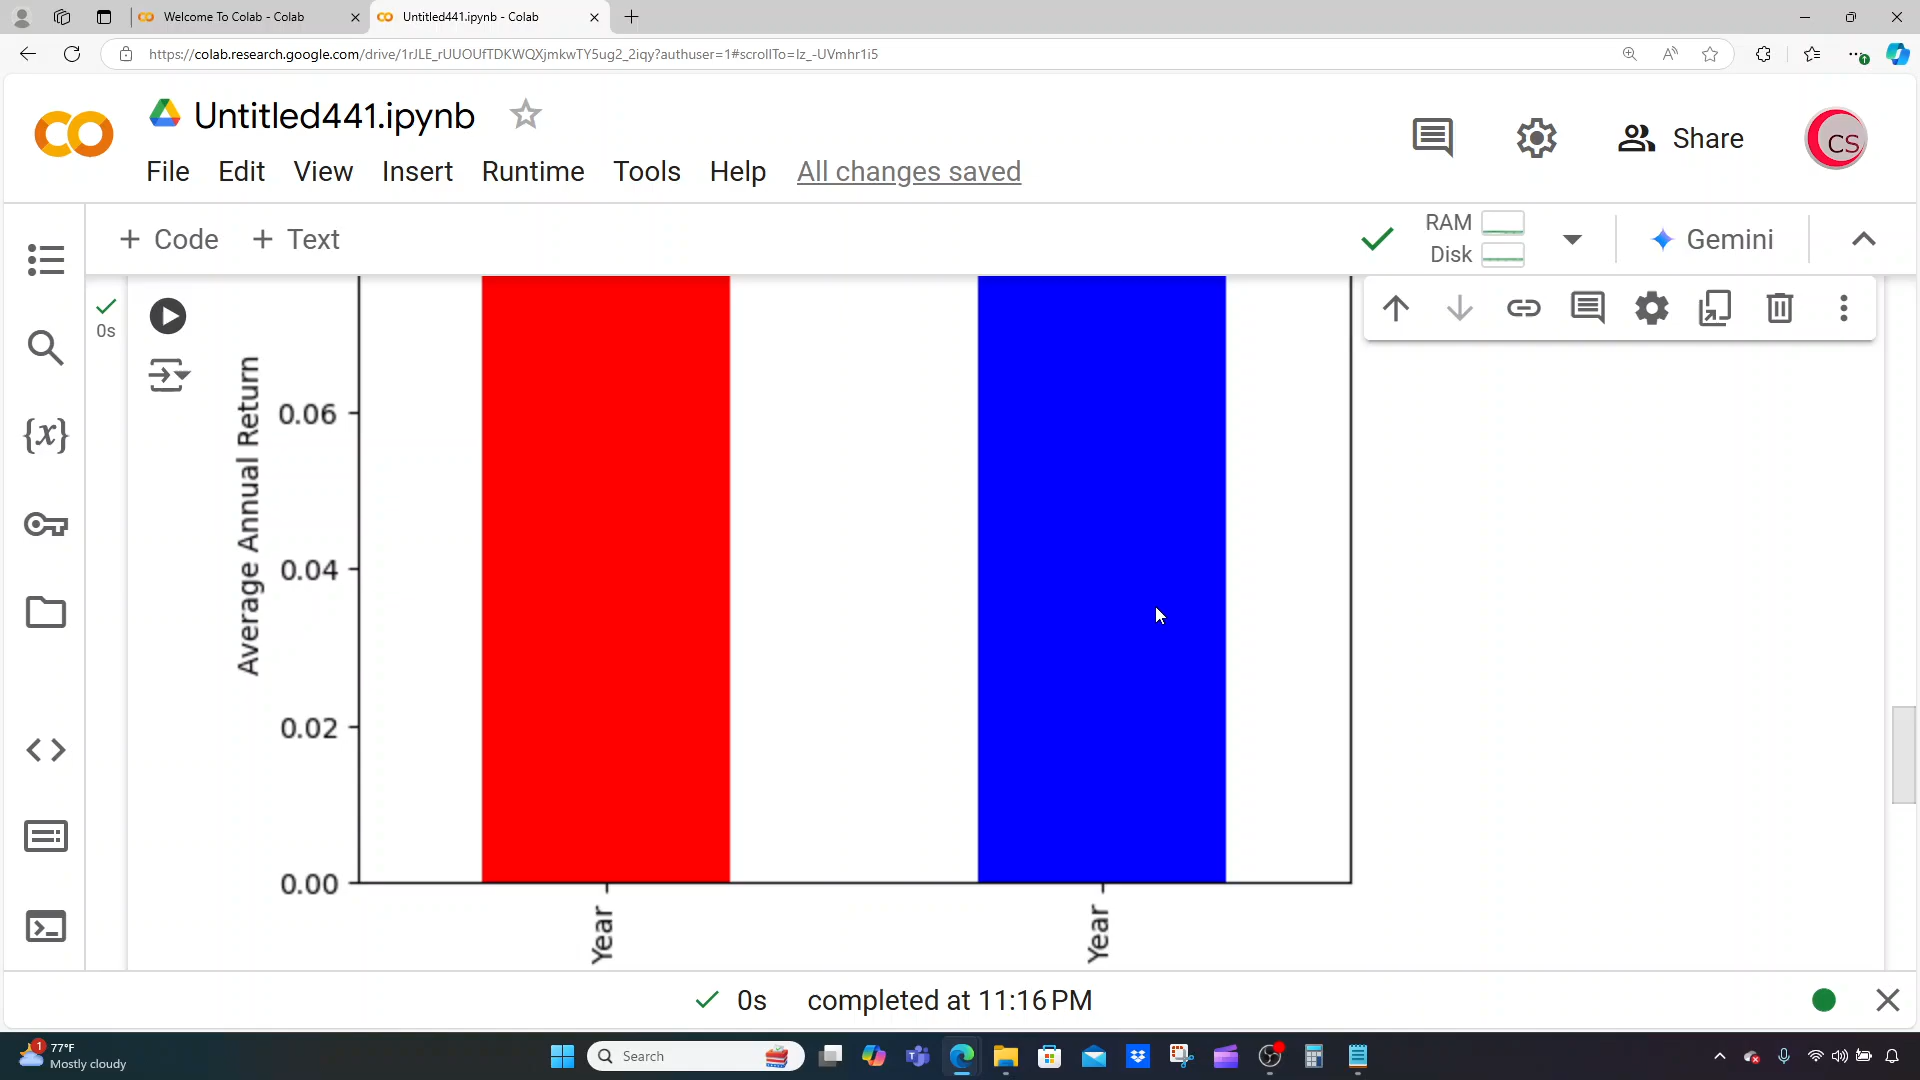 Welcome To Colab - Colab
Untitled441.ipynb - Colab
https://colab.research.google.com/drive/1rJLE_rUUOUfTDKWQXjmkwTY5ug2_2iqy?authuser=1#scrollTo=Iz_-UVmhr1i5
Untitled441.ipynb
CS
Share
File Edit View Insert Runtime Tools Help All changes saved
+ Code + Text
RAM
Disk
Gemini
0s
Average Annual Return
0.06
0.04
0.02
0.00
Year
Year
{x}
0s completed at 11:16 PM
1
77°F
Mostly cloudy
Search